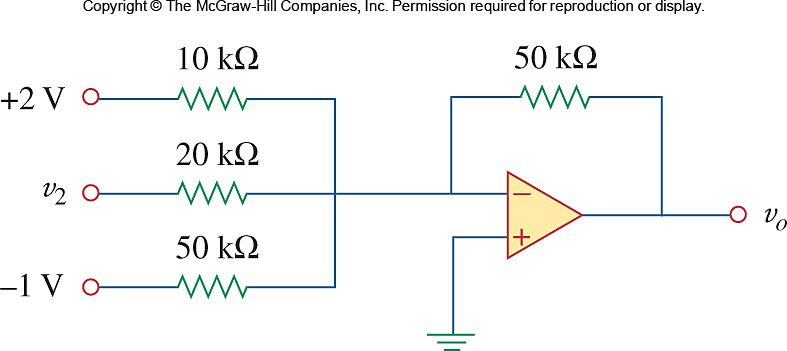 Copyright © The McGraw-Hill Companies, Inc. Permission required for reproduction or display.
10 kΩ
50 kΩ
+2 V
20 kΩ
v2
−
50 kΩ
+
vo
−1 V